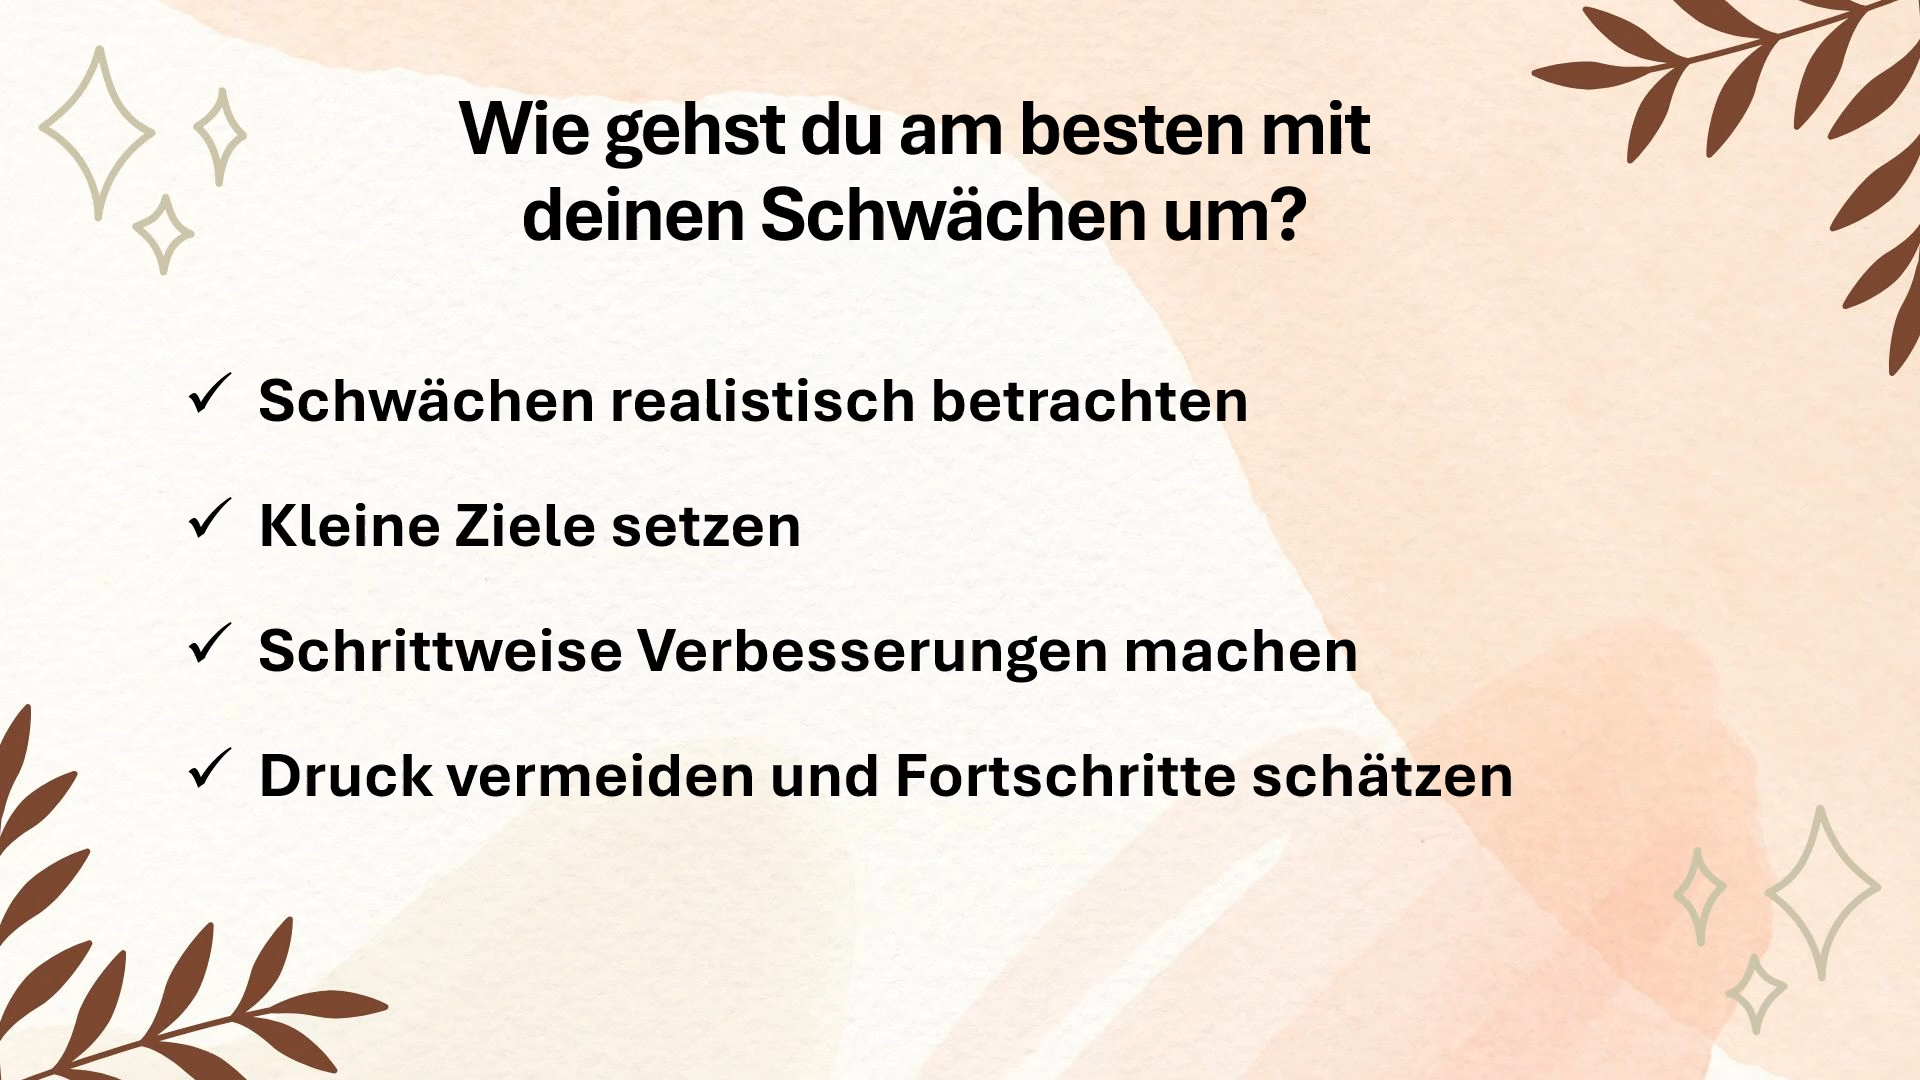 Wie gehst du am besten mit
deinen Schwächen um?
✓ Schwächen realistisch betrachten
✓ Kleine Ziele setzen
✓ Schrittweise Verbesserungen machen
✓ Druck vermeiden und Fortschritte schätzen